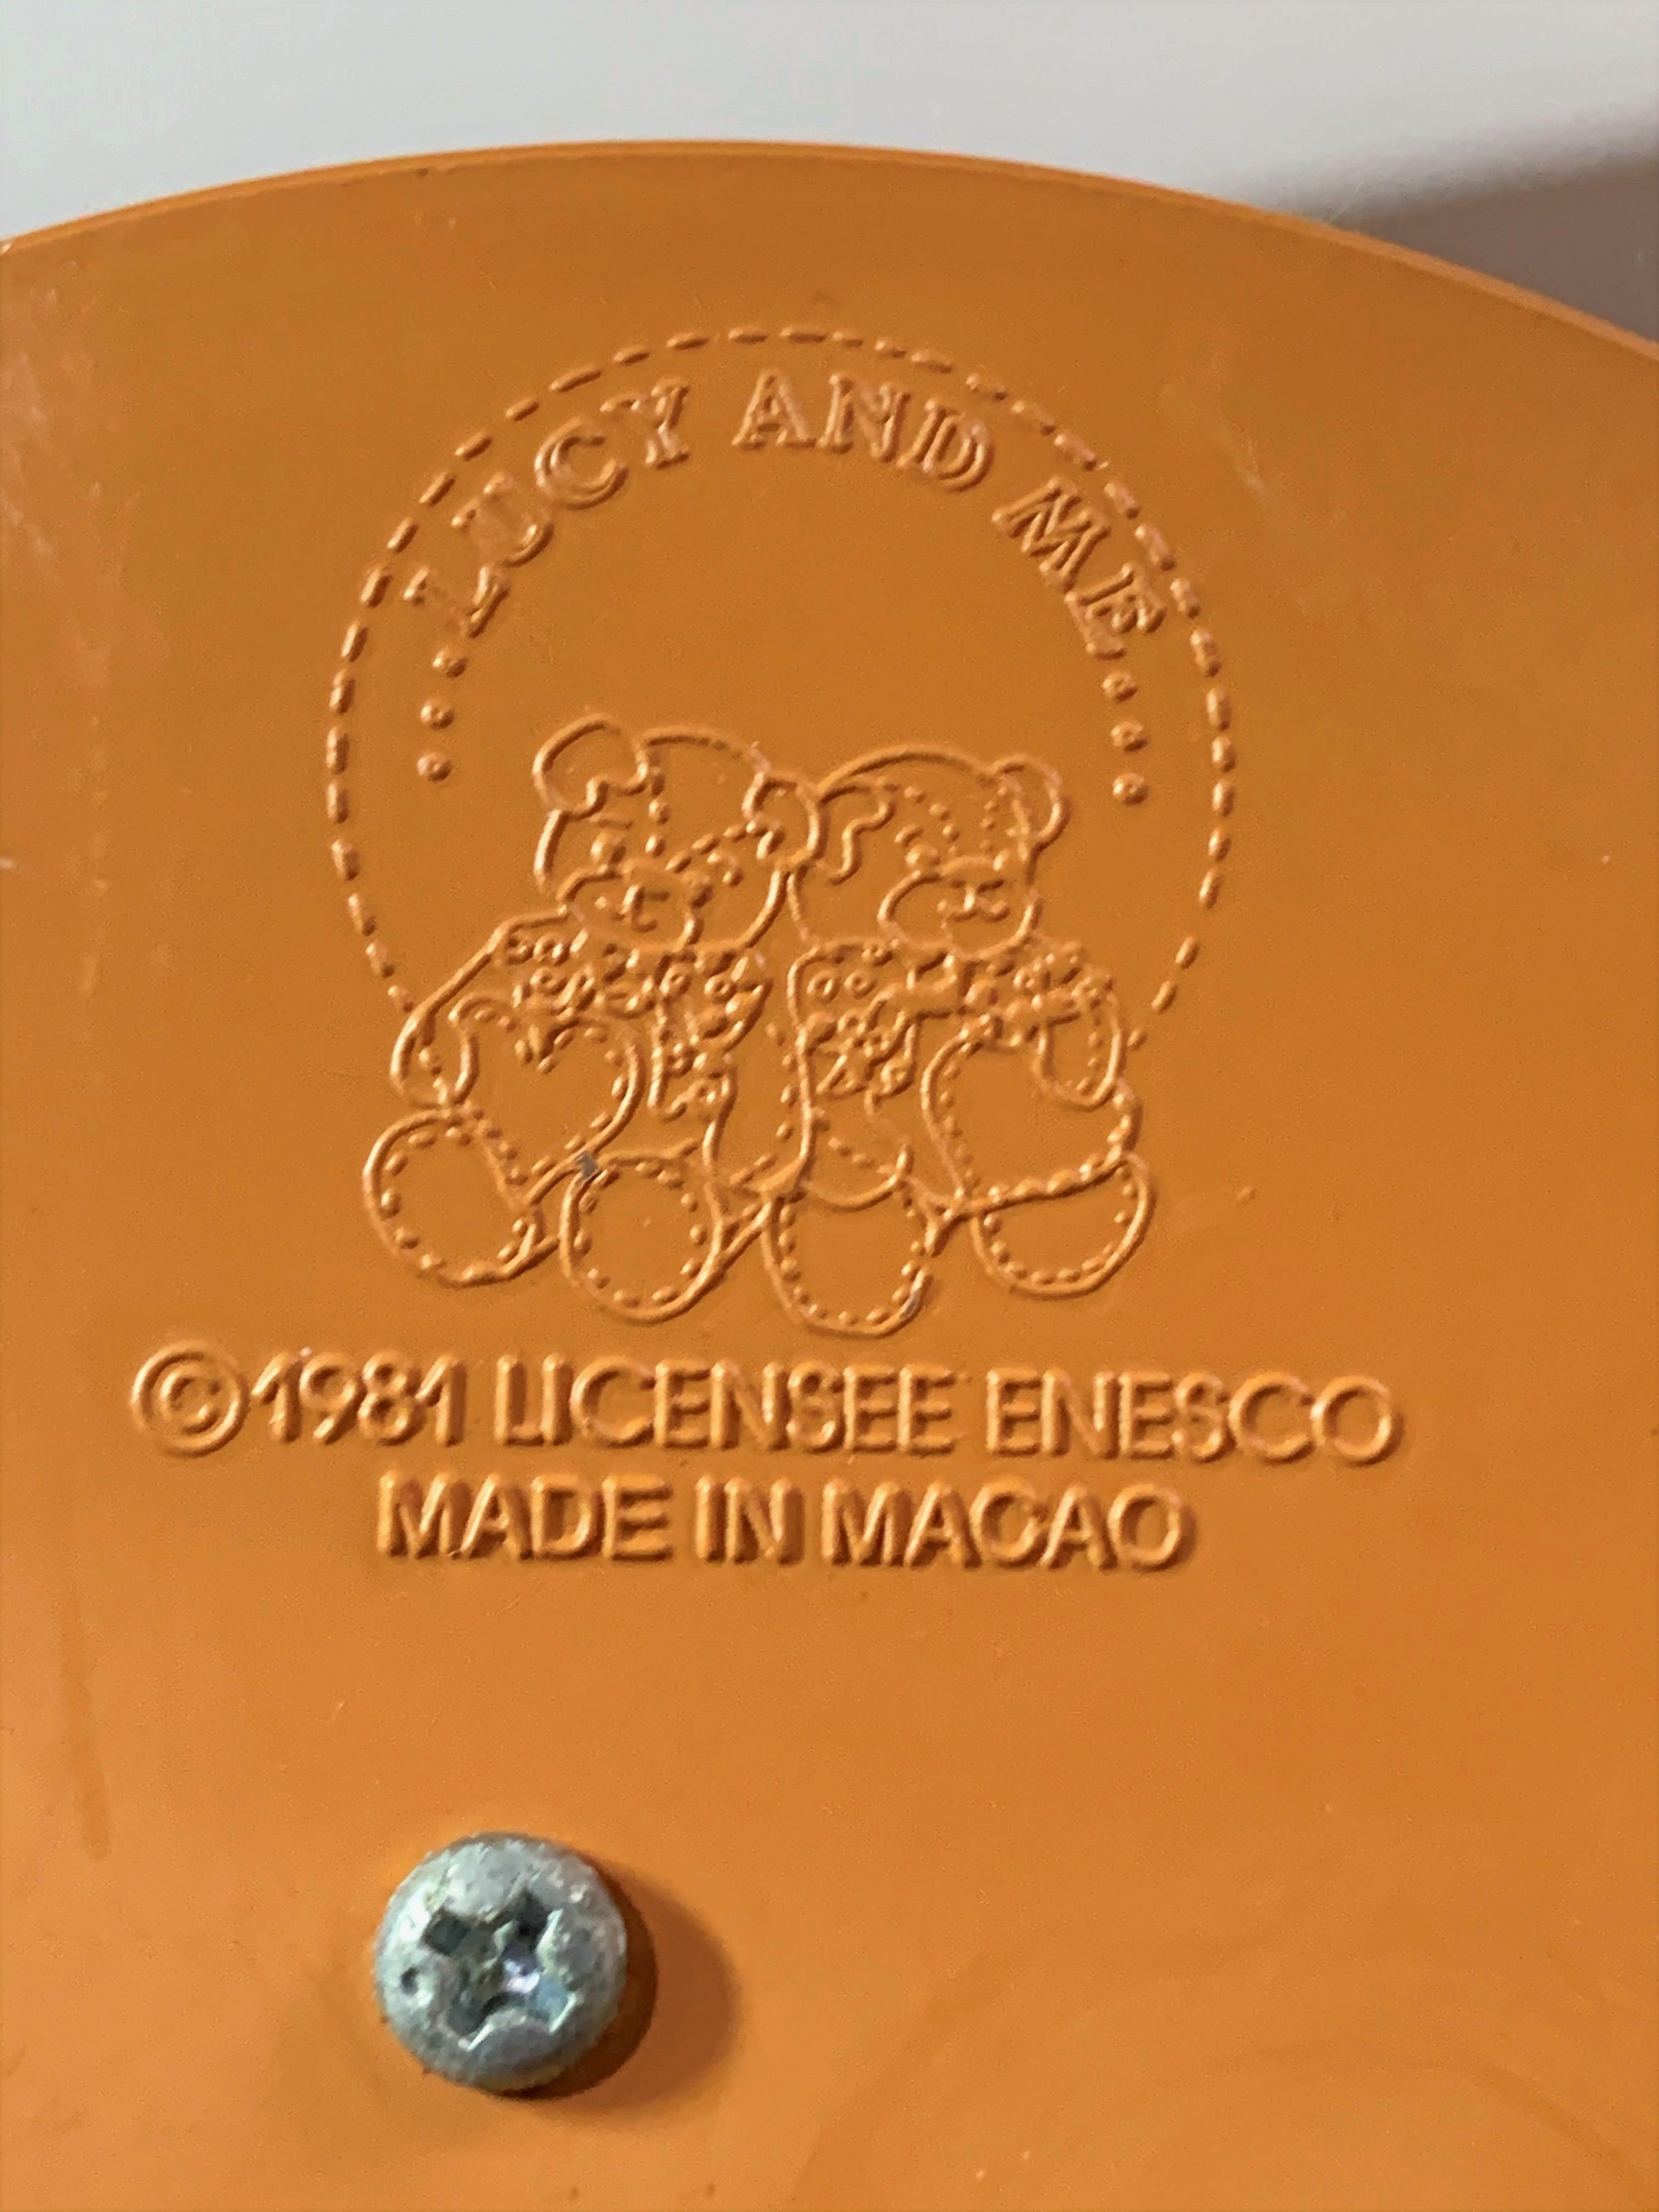 LUCY AND ME
©1981 LICENSEE ENESCO
MADE IN MACAO